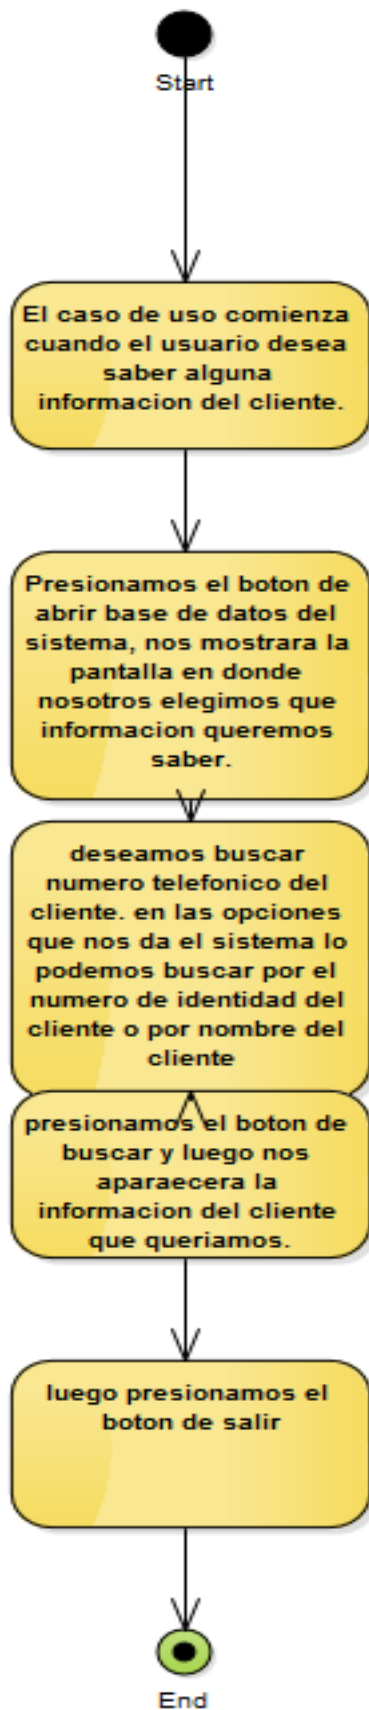 Start
El caso de uso comienza
cuando el usuario desea
saber alguna
informacion del cliente.
Presionamos el boton de
abrir base de datos del
sistema, nos mostrara la
pantalla en donde
nosotros elegimos que
informacion queremos
saber.
deseamos buscar
numero telefonico del
cliente. en las opciones
que nos da el sistema lo
podemos buscar por el
numero de identidad del
cliente o por nombre del
cliente
presionamos el boton de
buscar y luego nos
aparaecera la
informacion del cliente
que queriamos.
luego presionamos el
boton de salir
End